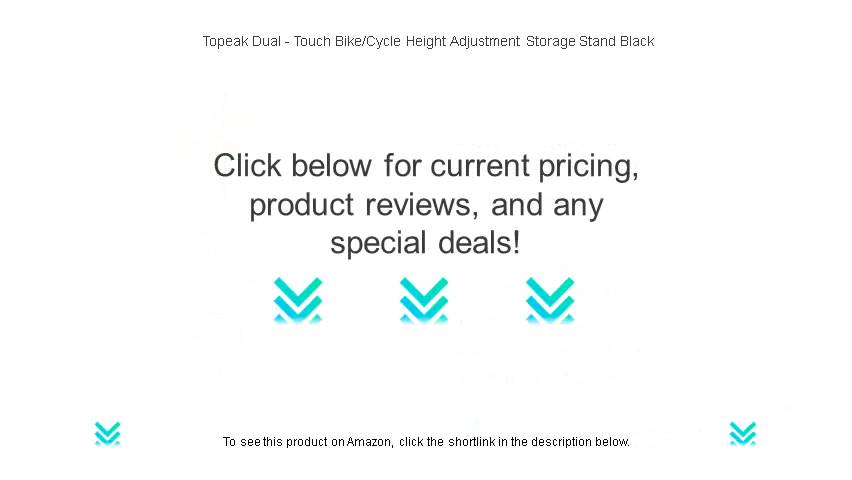 Topeak Dual - Touch Bike/Cycle Height Adjustment Storage Stand Black
Click below for current pricing,
product reviews, and any
special deals!
To see this product on Amazon, click the shortlink in the description below.